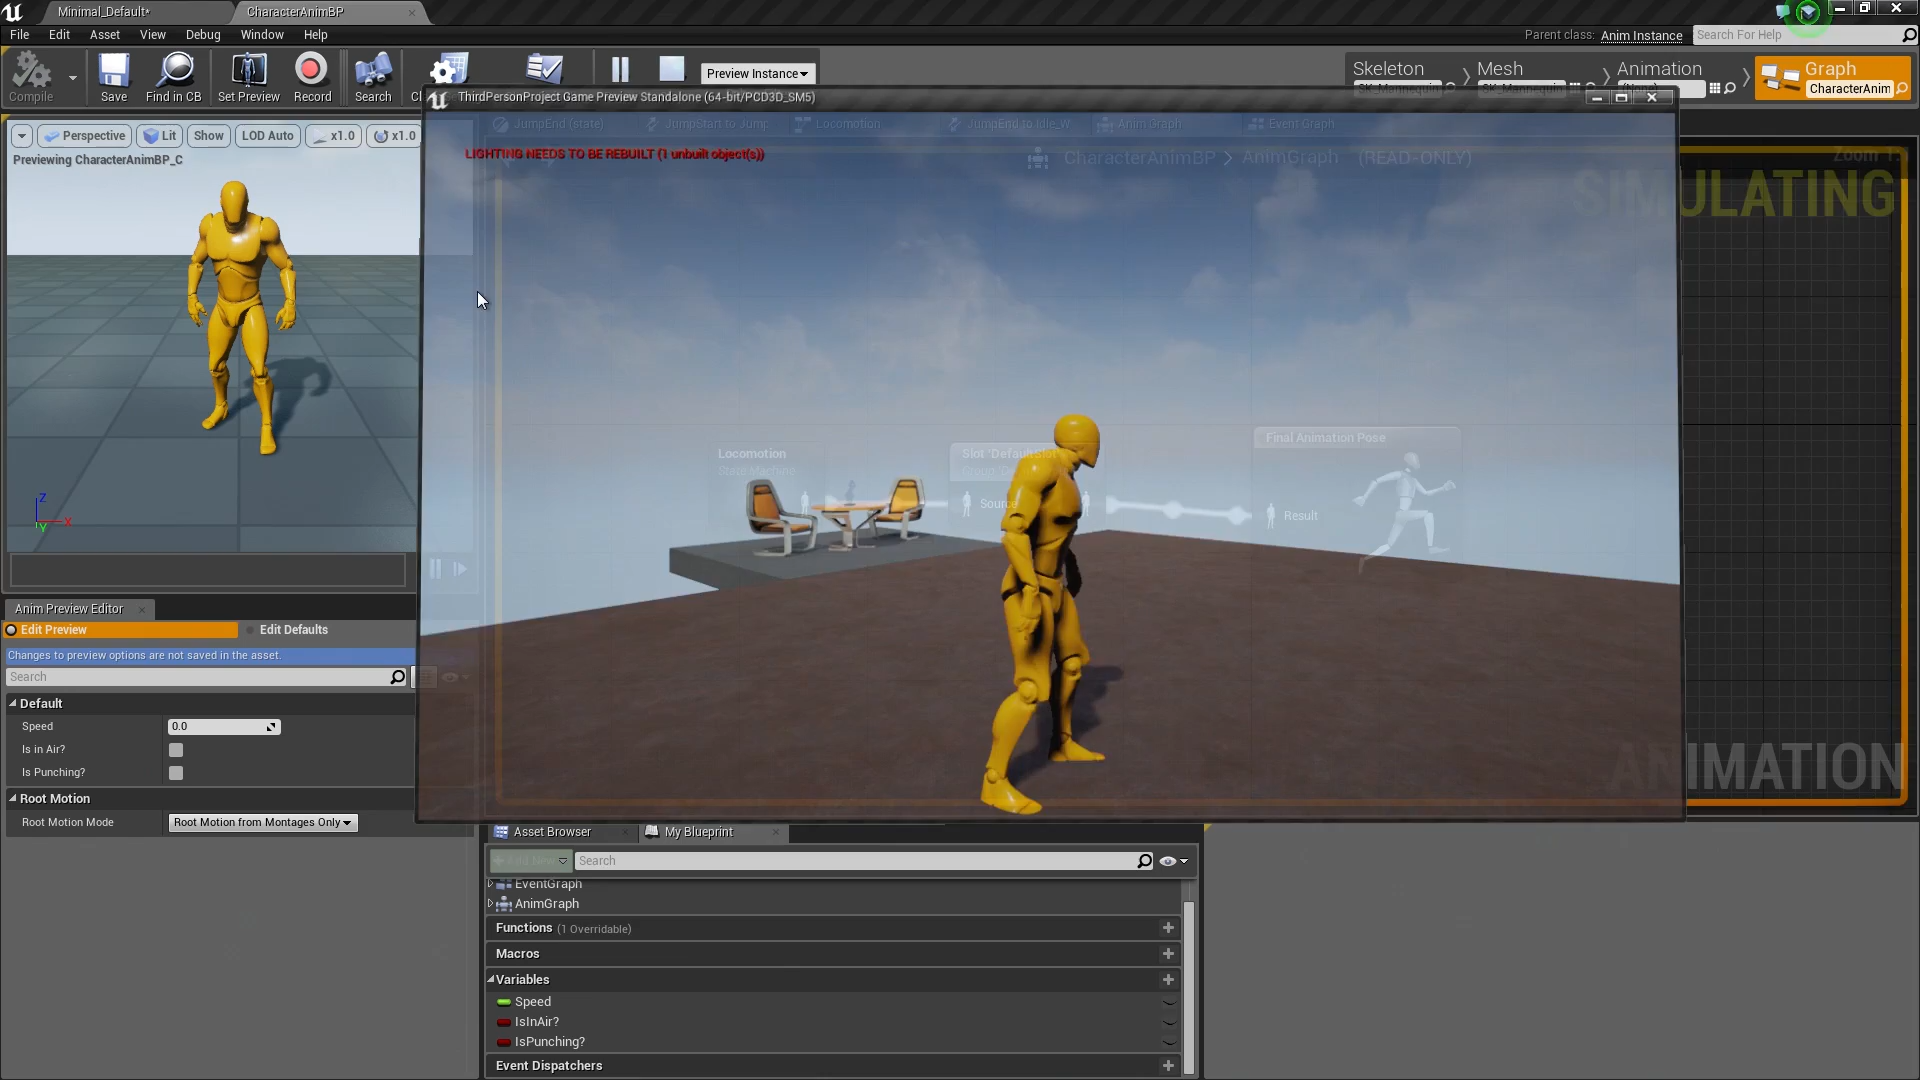 Minimal_Default*
CharacterAnimBP
File
Edit
Asset
View
Debug
Window
Help
Parent class: Anim Instance
Search For Help
Compile
Save
Find in CB
Set Preview
Record
Search
Preview Instance
Skeleton
SK_Mannequin
Mesh
SK_Mannequin
Animation
Graph
CharacterAnim
ThirdPersonProject Game Preview Standalone (64-bit/PCD3D_SM5)
JumpEnd (state)
JumpStart to Jump
Locomotion
JumpEnd to Idle_W
Anim Graph
Event Graph
Perspective
Lit
Show
LOD Auto
x1.0
x1.0
Previewing CharacterAnimBP_C
LIGHTING NEEDS TO BE REBUILT (1 unbuilt object(s))
CharacterAnimBP > AnimGraph (READ-ONLY)
Zoom 1:1
SIMULATING
Locomotion
State Machine
Slot 'DefaultSlot'
Source
Final Animation Pose
Result
Z
X
Y
ANIMATION
Anim Preview Editor
Edit Preview
Edit Defaults
Changes to preview options are not saved in the asset.
Search
Default
Speed
0.0
Is in Air?
Is Punching?
Root Motion
Root Motion Mode
Root Motion from Montages Only
Asset Browser
My Blueprint
Add New
Search
EventGraph
AnimGraph
Functions (1 Overridable)
Macros
Variables
Speed
IsInAir?
IsPunching?
Event Dispatchers